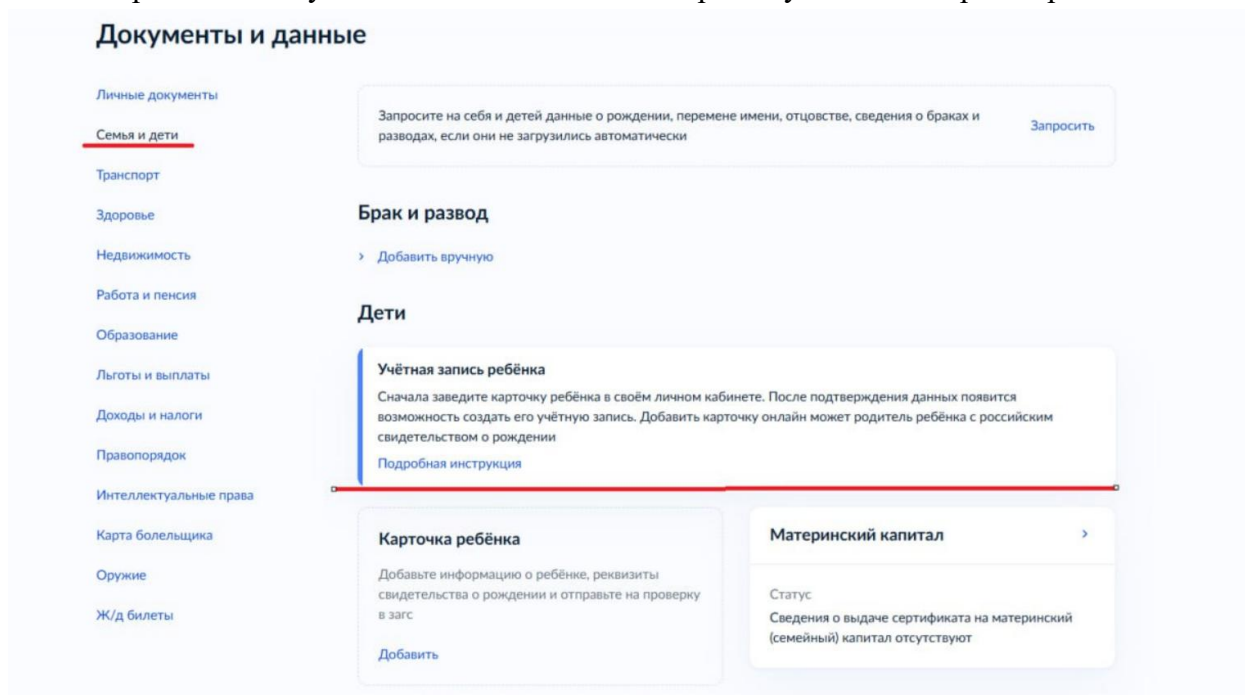 Документы и данные
Личные документы
Семья и дети
Транспорт
Здоровье
Недвижимость
Работа и пенсия
Образование
Льготы и выплаты
Доходы и налоги
Правопорядок
Интеллектуальные права
Карта болельщика
Оружие
Ж/д билеты
Запросите на себя и детей данные о рождении, перемене имени, отцовстве, сведения о браках и
разводах, если они не загрузились автоматически
Запросить
Брак и развод
Добавить вручную
Дети
Учётная запись ребёнка
Сначала заведите карточку ребёнка в своём личном кабинете. После подтверждения данных появится
возможность создать его учётную запись. Добавить карточку онлайн может родитель ребёнка с российским
свидетельством о рождении
Подробная инструкция
Карточка ребёнка
Добавьте информацию о ребёнке, реквизиты
свидетельства о рождении и отправьте на проверку
в загс
Добавить
Материнский капитал
Статус
Сведения о выдаче сертификата на материнский
(семейный) капитал отсутствуют